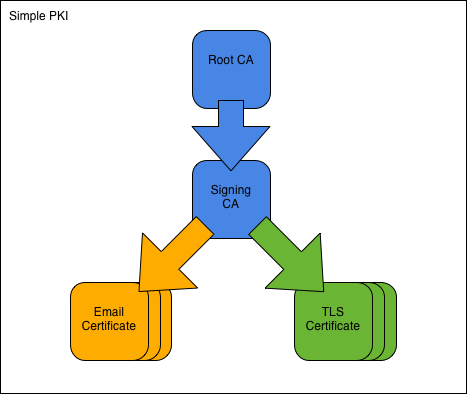 Simple PKI
Root CA
Signing
CA
Email
Certificate
TLS
Certificate